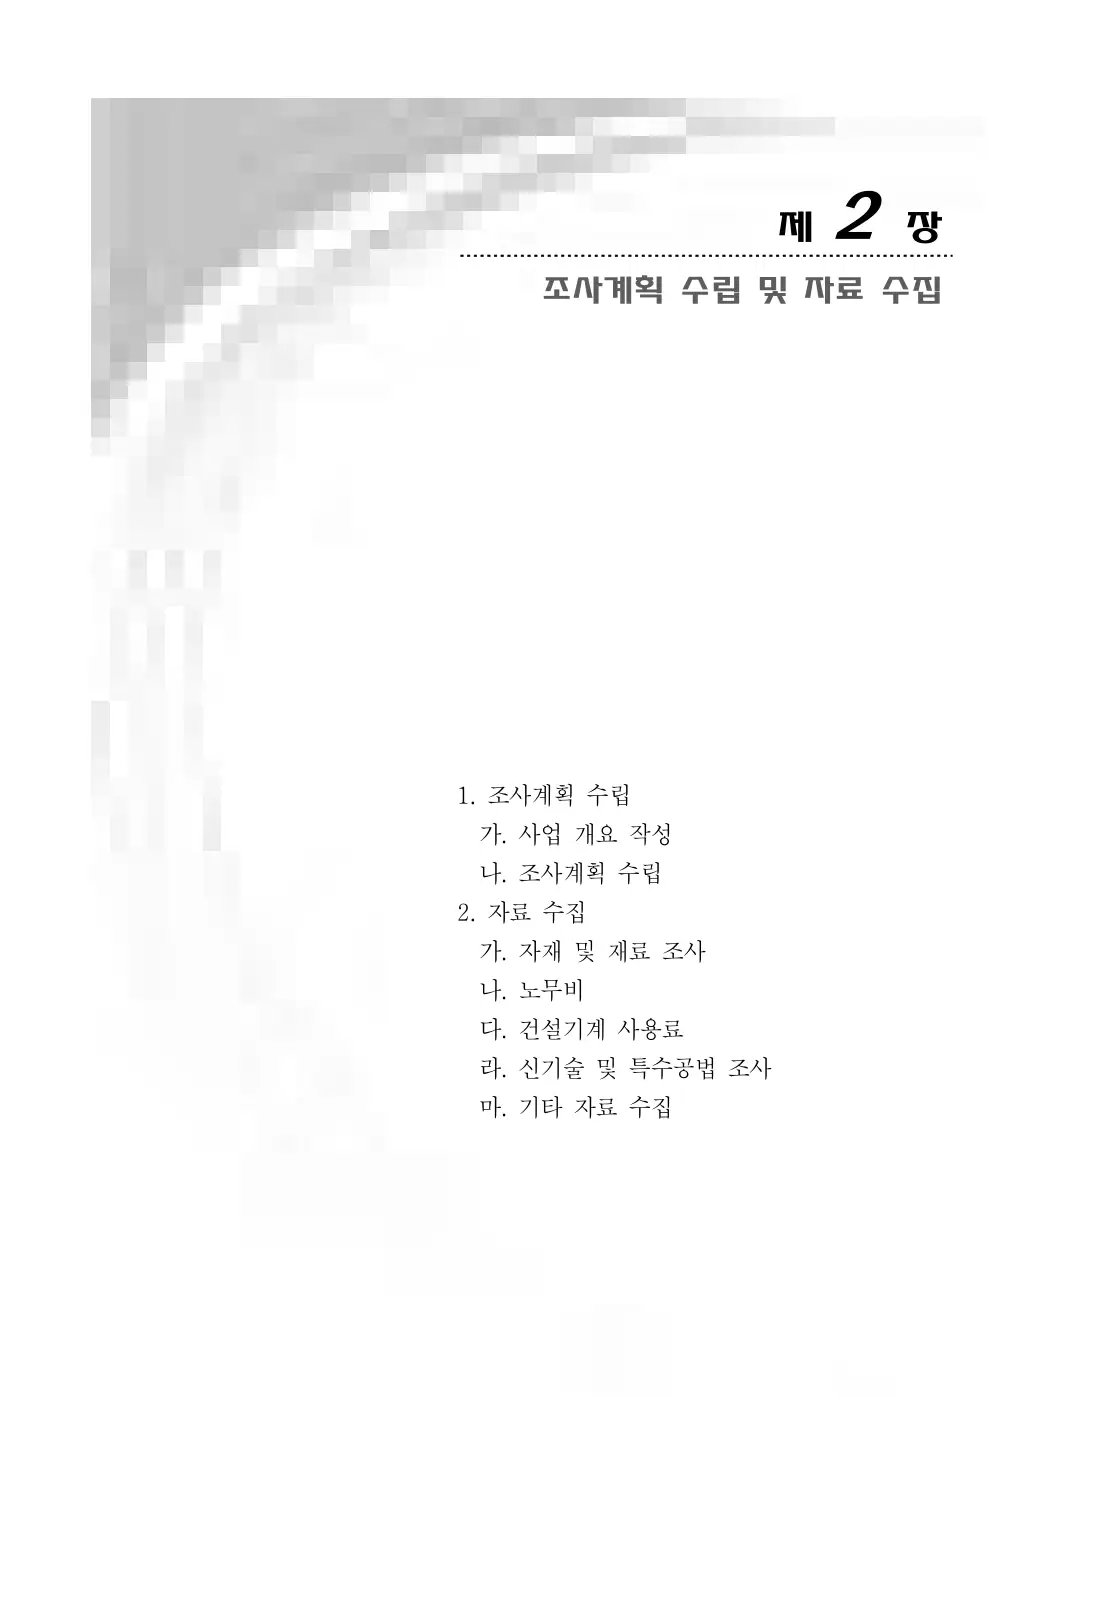 제 2 장
조사계획 수립 및 자료 수집
1. 조사계획 수립
가. 사업 개요 작성
나. 조사계획 수립
2. 자료 수집
가. 자재 및 재료 조사
나. 노무비
다. 건설기계 사용료
라. 신기술 및 특수공법 조사
마. 기타 자료 수집